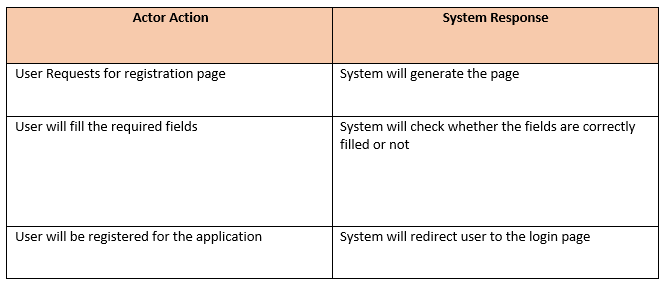 Actor Action
System Response
User Requests for registration page
System will generate the page
User will fill the required fields
System will check whether the fields are correctly
filled or not
User will be registered for the application
System will redirect user to the login page